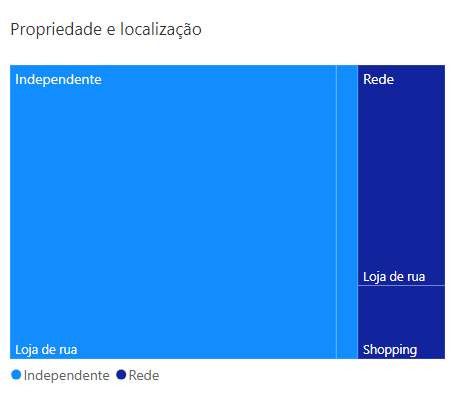 Propriedade e localização
Independente
Rede
Loja de rua
Loja de rua
Shopping
Independente
Rede